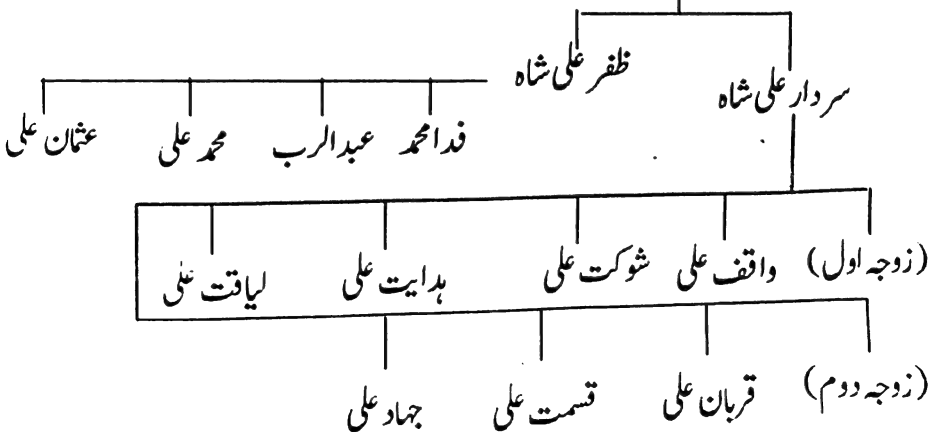 ظفر علی شاہ
سردار علی شاہ
فدا محمد عبدالرب محمد علی عثمان علی
(زوجہ اول) واقف علی شوکت علی ہدایت علی لیاقت علی
(زوجہ دوم) قربان علی قسمت علی جہاد علی